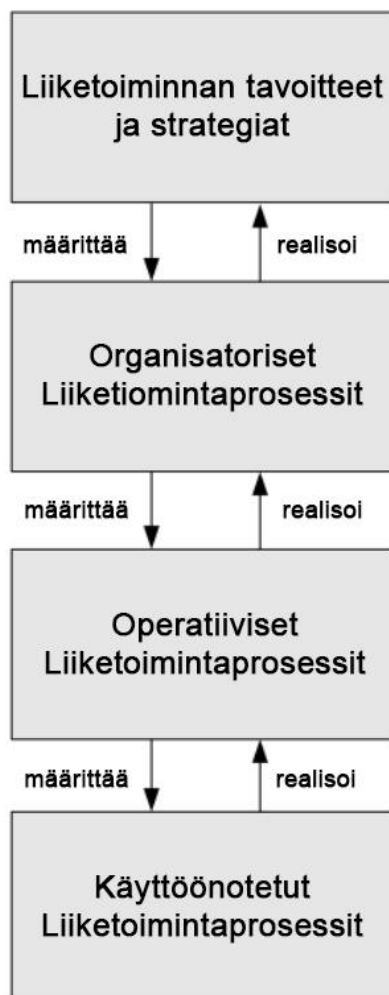 Liiketoiminnan tavoitteet
ja strategiat
määrittää realisoi
Organisatoriset
Liiketiomintaprosessit
määrittää realisoi
Operatiiviset
Liiketoimintaprosessit
määrittää realisoi
Käyttöönotetut
Liiketoimintaprosessit